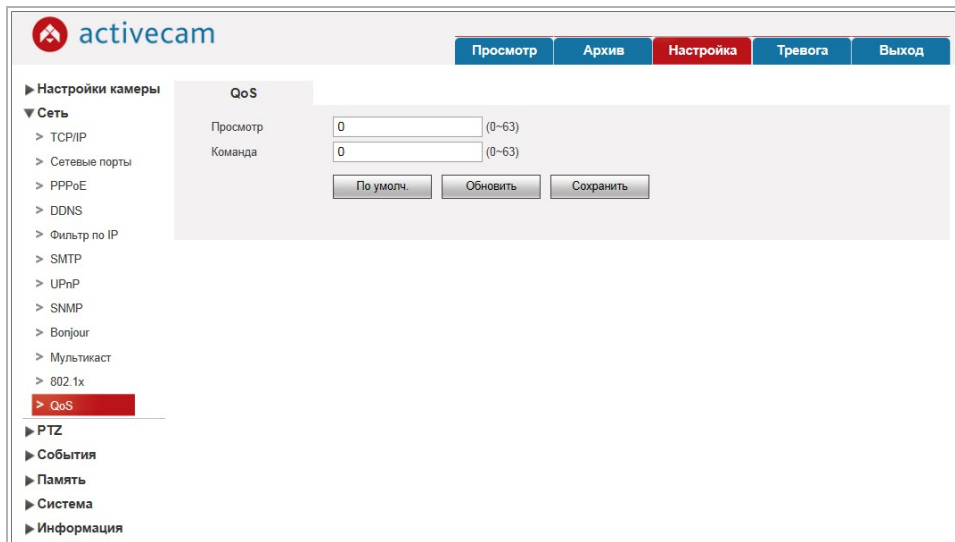 activecam
Просмотр Архив Настройка Тревога Выход
Настройки камеры
Сеть
> TCP/IP
> Сетевые порты
> PPPoE
> DDNS
> Фильтр по IP
> SMTP
> UPnP
> SNMP
> Bonjour
> Мультикаст
> 802.1x
> QoS
PTZ
События
Память
Система
Информация
QoS
Просмотр 0 (0~63)
Команда 0 (0~63)
По умолч. Обновить Сохранить